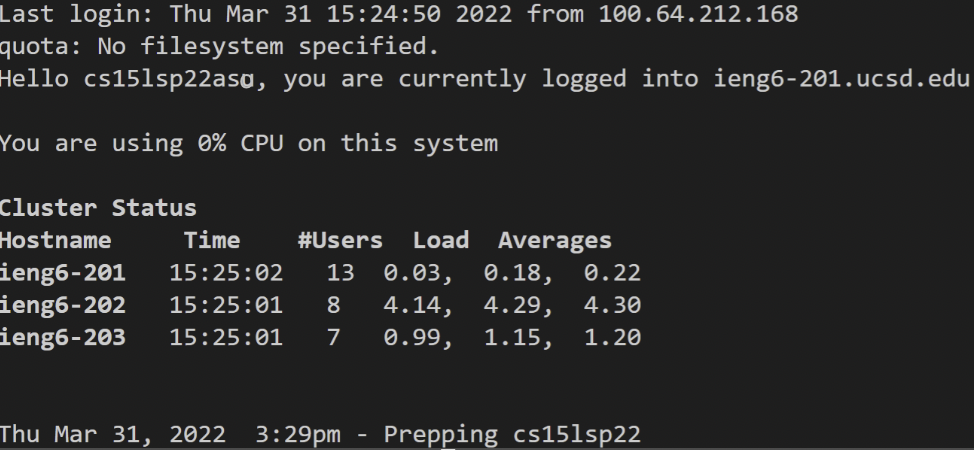 Last login: Thu Mar 31 15:24:50 2022 from 100.64.212.168
quota: No filesystem specified.
Hello cs15lsp22asu, you are currently logged into ieng6-201.ucsd.edu
You are using 0% CPU on this system
Cluster Status
Hostname Time #Users Load Averages
ieng6-201 15:25:02 13 0.03, 0.18, 0.22
ieng6-202 15:25:01 8 4.14, 4.29, 4.30
ieng6-203 15:25:01 7 0.99, 1.15, 1.20
Thu Mar 31, 2022 3:29pm - Prepping cs15lsp22